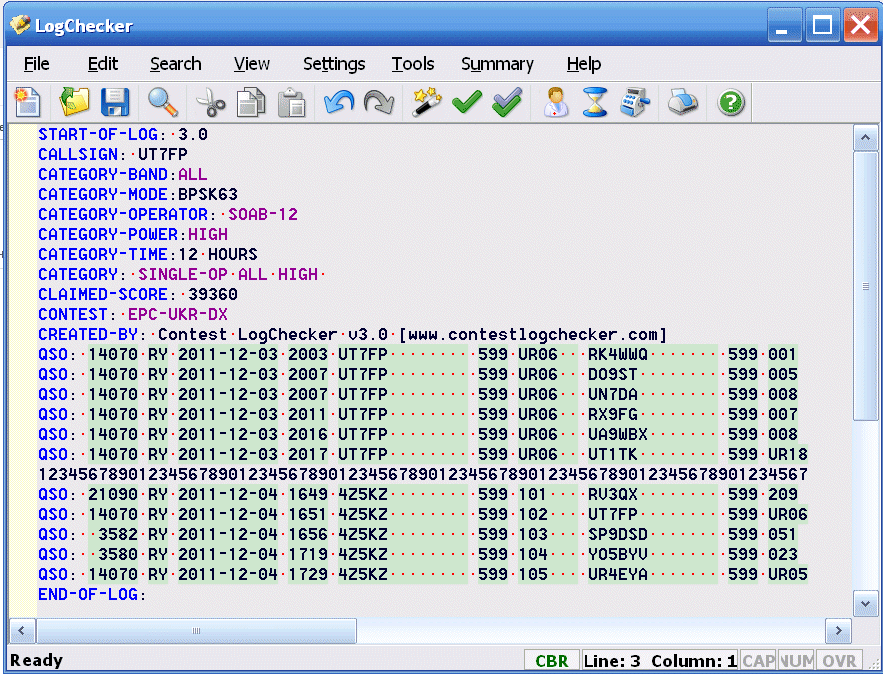 LogChecker
File Edit Search View Settings Tools Summary Help
START-OF-LOG: 3.0
CALLSIGN: UT7FP
CATEGORY-BAND:ALL
CATEGORY-MODE:BPSK63
CATEGORY-OPERATOR: SOAB-12
CATEGORY-POWER:HIGH
CATEGORY-TIME:12 HOURS
CATEGORY: SINGLE-OP ALL HIGH
CLAIMED-SCORE: 39360
CONTEST: EPC-UKR-DX
CREATED-BY: Contest LogChecker v3.0 [www.contestlogchecker.com]
QSO: 14070 RY 2011-12-03 2003 UT7FP 599 UR06 RK4WWQ 599 001
QSO: 14070 RY 2011-12-03 2007 UT7FP 599 UR06 DO9ST 599 005
QSO: 14070 RY 2011-12-03 2007 UT7FP 599 UR06 UN7DA 599 008
QSO: 14070 RY 2011-12-03 2011 UT7FP 599 UR06 RX9FG 599 007
QSO: 14070 RY 2011-12-03 2016 UT7FP 599 UR06 UA9WBX 599 008
QSO: 14070 RY 2011-12-03 2017 UT7FP 599 UR06 UT1TK 599 UR18
12345678901234567890123456789012345678901234567890123456789012345678901234567
QSO: 21090 RY 2011-12-04 1649 4Z5KZ 599 101 RU3QX 599 209
QSO: 14070 RY 2011-12-04 1651 4Z5KZ 599 102 UT7FP 599 UR06
QSO: 3582 RY 2011-12-04 1656 4Z5KZ 599 103 SP9DSD 599 051
QSO: 3580 RY 2011-12-04 1719 4Z5KZ 599 104 YO5BYV 599 023
QSO: 14070 RY 2011-12-04 1729 4Z5KZ 599 105 UR4EYA 599 UR05
END-OF-LOG:
Ready CBR Line: 3 Column: 1 CAP NUM OVR